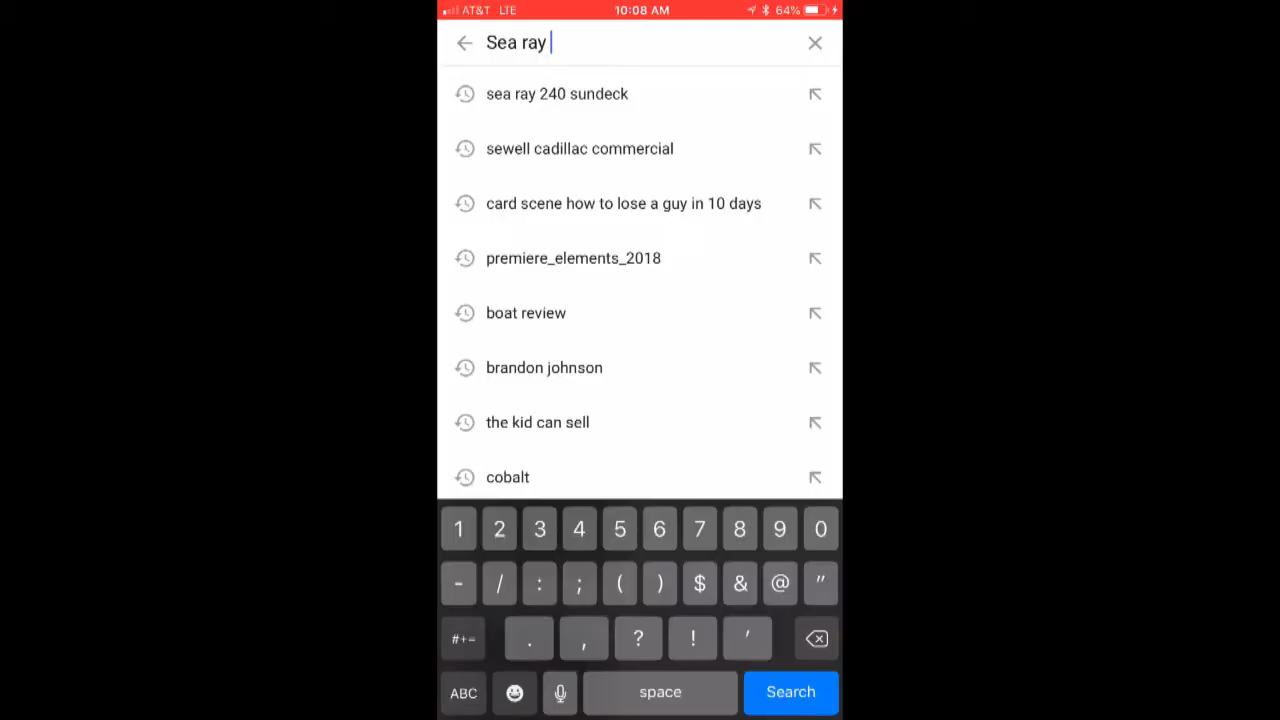 AT&T LTE 10:08 AM 64%
Sea ray
sea ray 240 sundeck
sewell cadillac commercial
card scene how to lose a guy in 10 days
premiere_elements_2018
boat review
brandon johnson
the kid can sell
cobalt
1 2 3 4 5 6 7 8 9 0
- / : ; ( ) $ & @ "
#+= . , ? ! '
ABC space Search